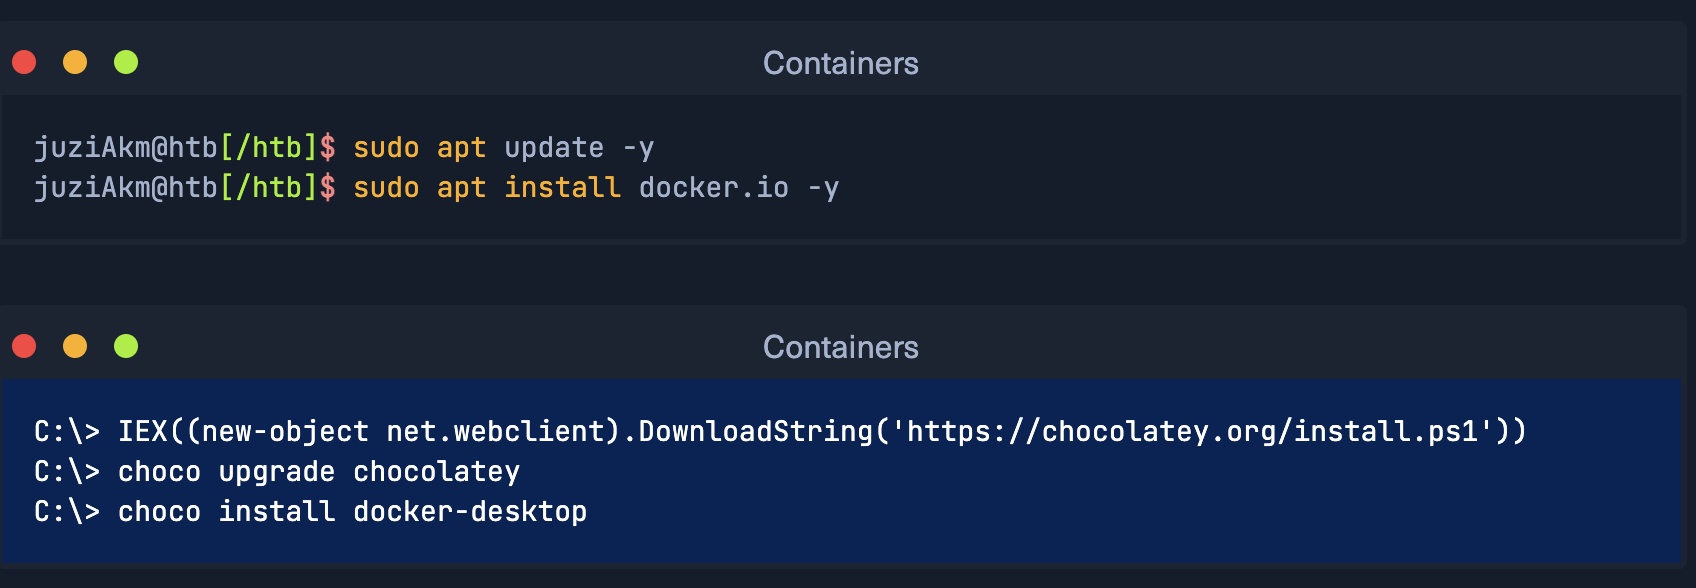 Containers
juziAkm@htb[/htb]$ sudo apt update -y
juziAkm@htb[/htb]$ sudo apt install docker.io -y
Containers
C:\> IEX((new-object net.webclient).DownloadString('https://chocolatey.org/install.ps1'))
C:\> choco upgrade chocolatey
C:\> choco install docker-desktop